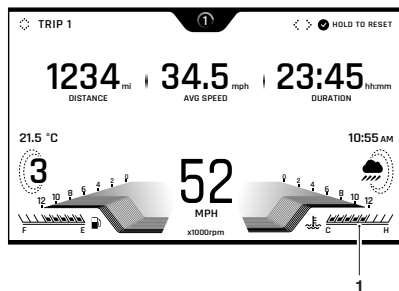 TRIP 1
1
HOLD TO RESET
1234 mi
34.5 mph
23:45 hh:mm
DISTANCE
AVG SPEED
DURATION
21.5 °C
10:55 AM
3
52
MPH
x1000rpm
12 10 8 6 4 2 0
0 2 4 6 8 10 12
F E
C H
1